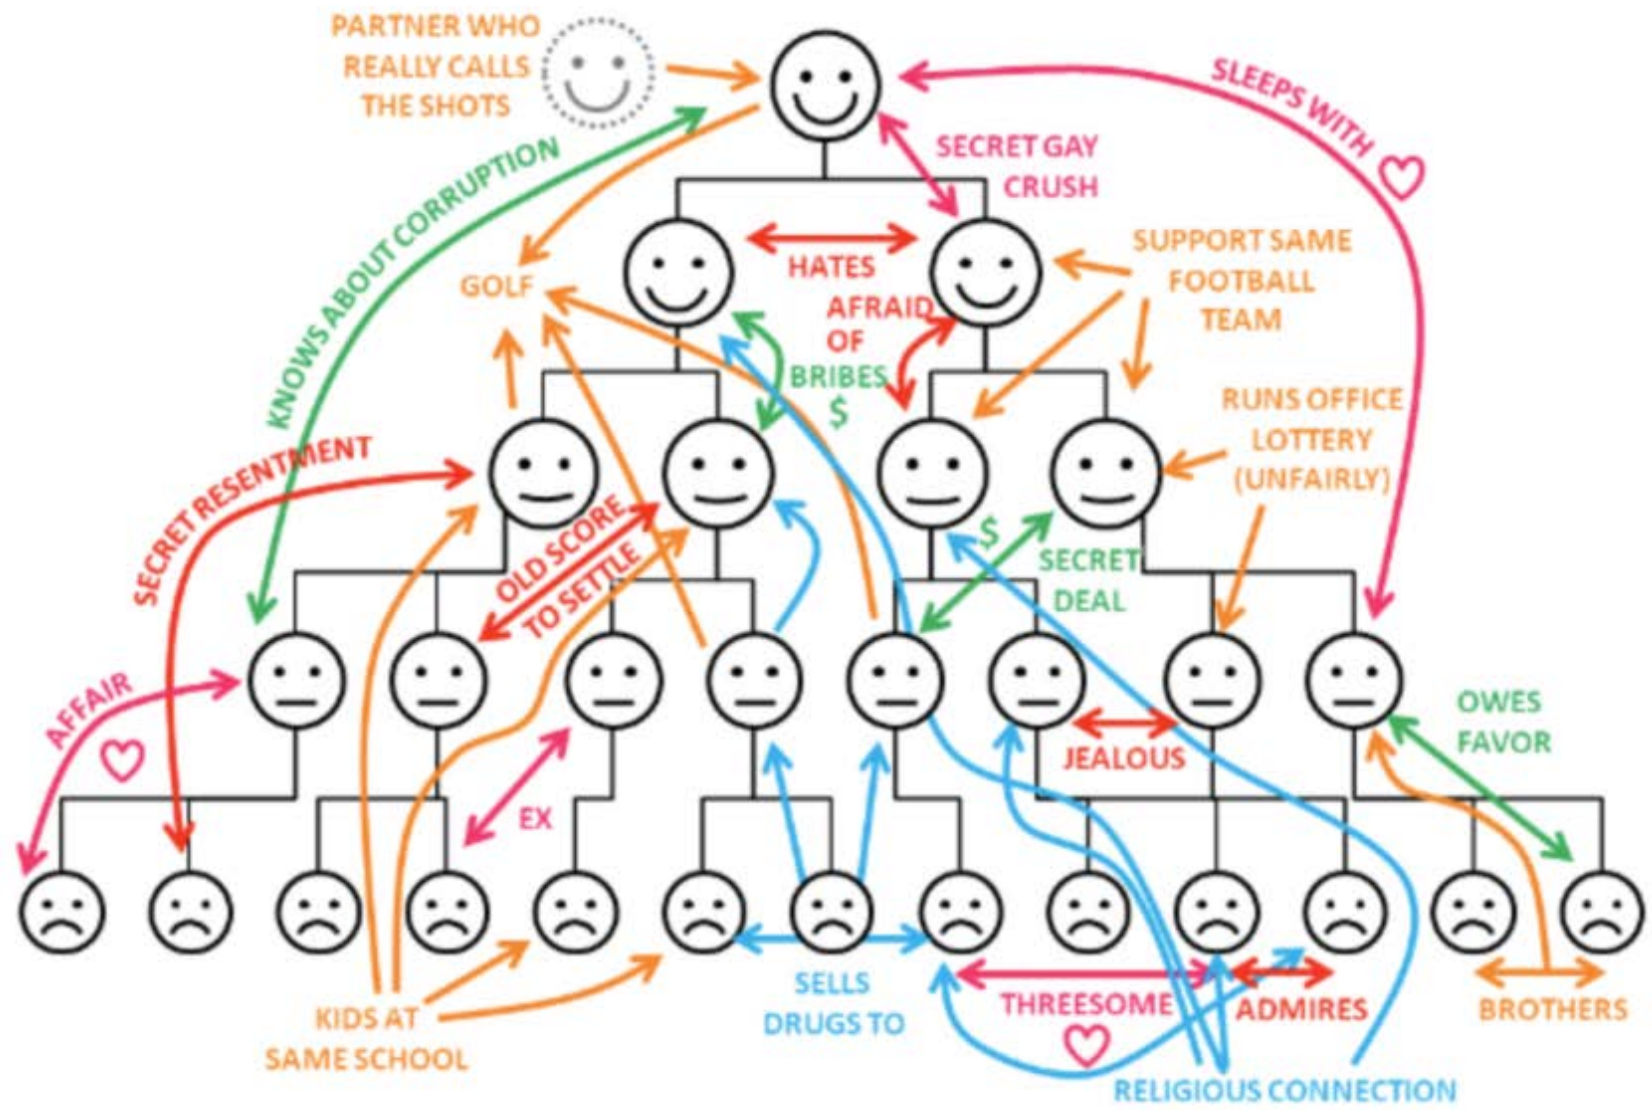 PARTNER WHO
REALLY CALLS
THE SHOTS
SLEEPS WITH
SECRET GAY
CRUSH
KNOWS ABOUT CORRUPTION
GOLF
HATES
SUPPORT SAME
FOOTBALL
TEAM
AFRAID
OF
BRIBES
$
RUNS OFFICE
LOTTERY
(UNFAIRLY)
SECRET RESENTMENT
OLD SCORE
TO SETTLE
$
SECRET
DEAL
AFFAIR
JEALOUS
OWES
FAVOR
EX
SELLS
DRUGS TO
THREESOME
ADMIRES
BROTHERS
KIDS AT
SAME SCHOOL
RELIGIOUS CONNECTION